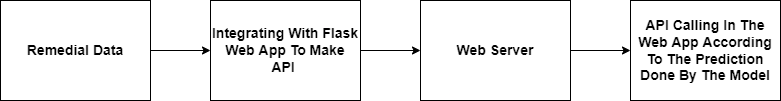 Remedial Data
Integrating With Flask
Web App To Make
API
Web Server
API Calling In The
Web App According
To The Prediction
Done By The Model